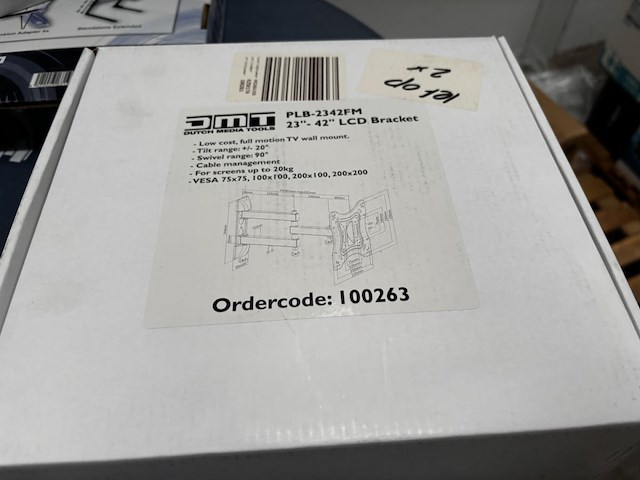 Standalone Extended
DMT
DUTCH MEDIA TOOLS
PLB-2342FM
23"- 42" LCD Bracket
- Low cost, full motion TV wall mount.
- Tilt range: +/- 20°
- Swivel range: 90°
- Cable management
- For screens up to 20kg
- VESA 75x75, 100x100, 200x100, 200x200
Ordercode: 100263
let op
2x